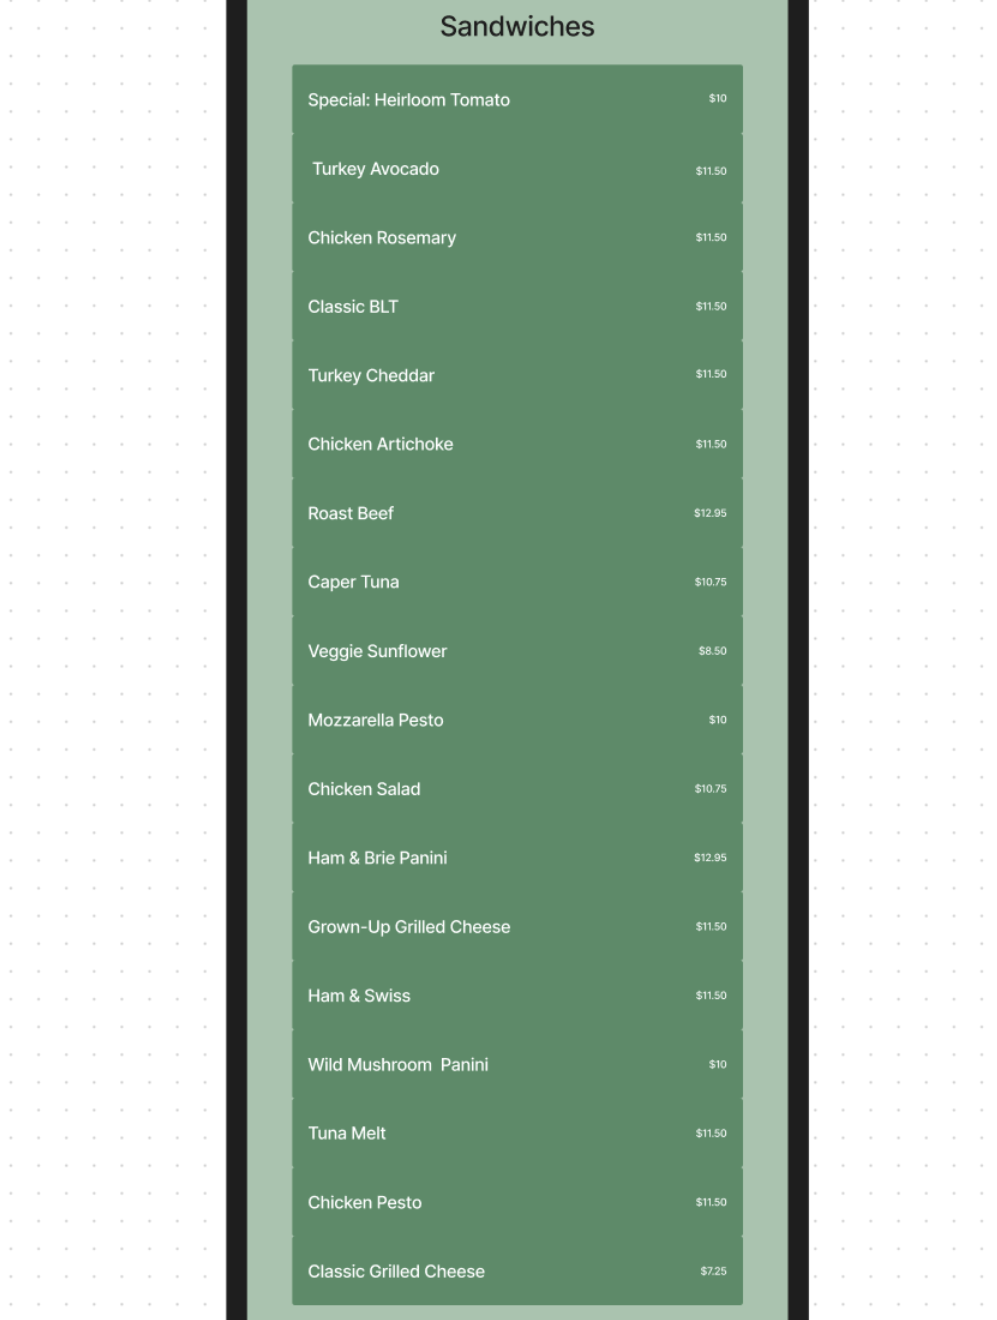 Sandwiches
Special: Heirloom Tomato $10
Turkey Avocado $11.50
Chicken Rosemary $11.50
Classic BLT $11.50
Turkey Cheddar $11.50
Chicken Artichoke $11.50
Roast Beef $12.95
Caper Tuna $10.75
Veggie Sunflower $8.50
Mozzarella Pesto $10
Chicken Salad $10.75
Ham & Brie Panini $12.95
Grown-Up Grilled Cheese $11.50
Ham & Swiss $11.50
Wild Mushroom  Panini $10
Tuna Melt $11.50
Chicken Pesto $11.50
Classic Grilled Cheese $7.25